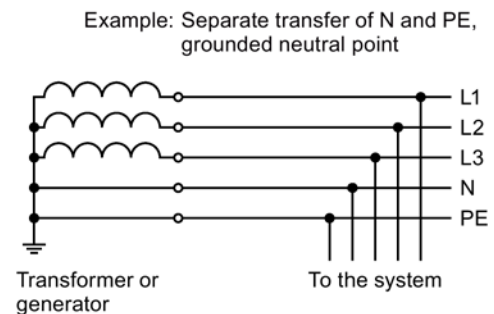 Example: Separate transfer of N and PE,
grounded neutral point
L1
L2
L3
N
PE
Transformer or
generator
To the system